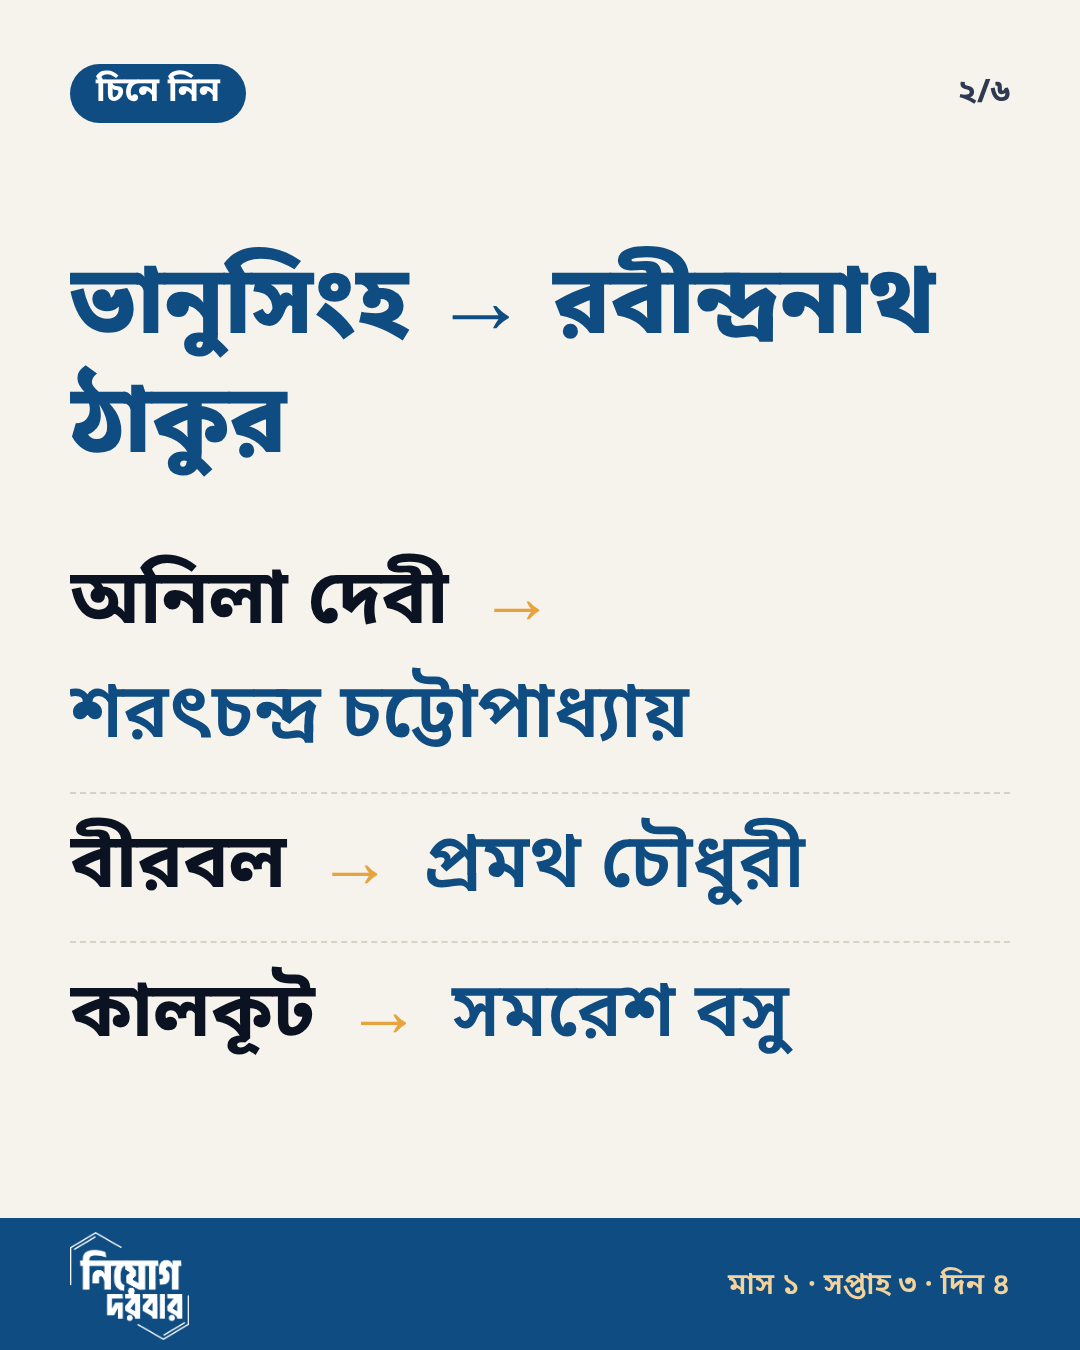 চিনে নিন
২/৬
ভানুসিংহ → রবীন্দ্রনাথ
ঠাকুর
অনিলা দেবী →
শরৎচন্দ্র চট্টোপাধ্যায়
বীরবল → প্রমথ চৌধুরী
কালকূট → সমরেশ বসু
নিয়োগ
দরবার
মাস ১ · সপ্তাহ ৩ · দিন ৪